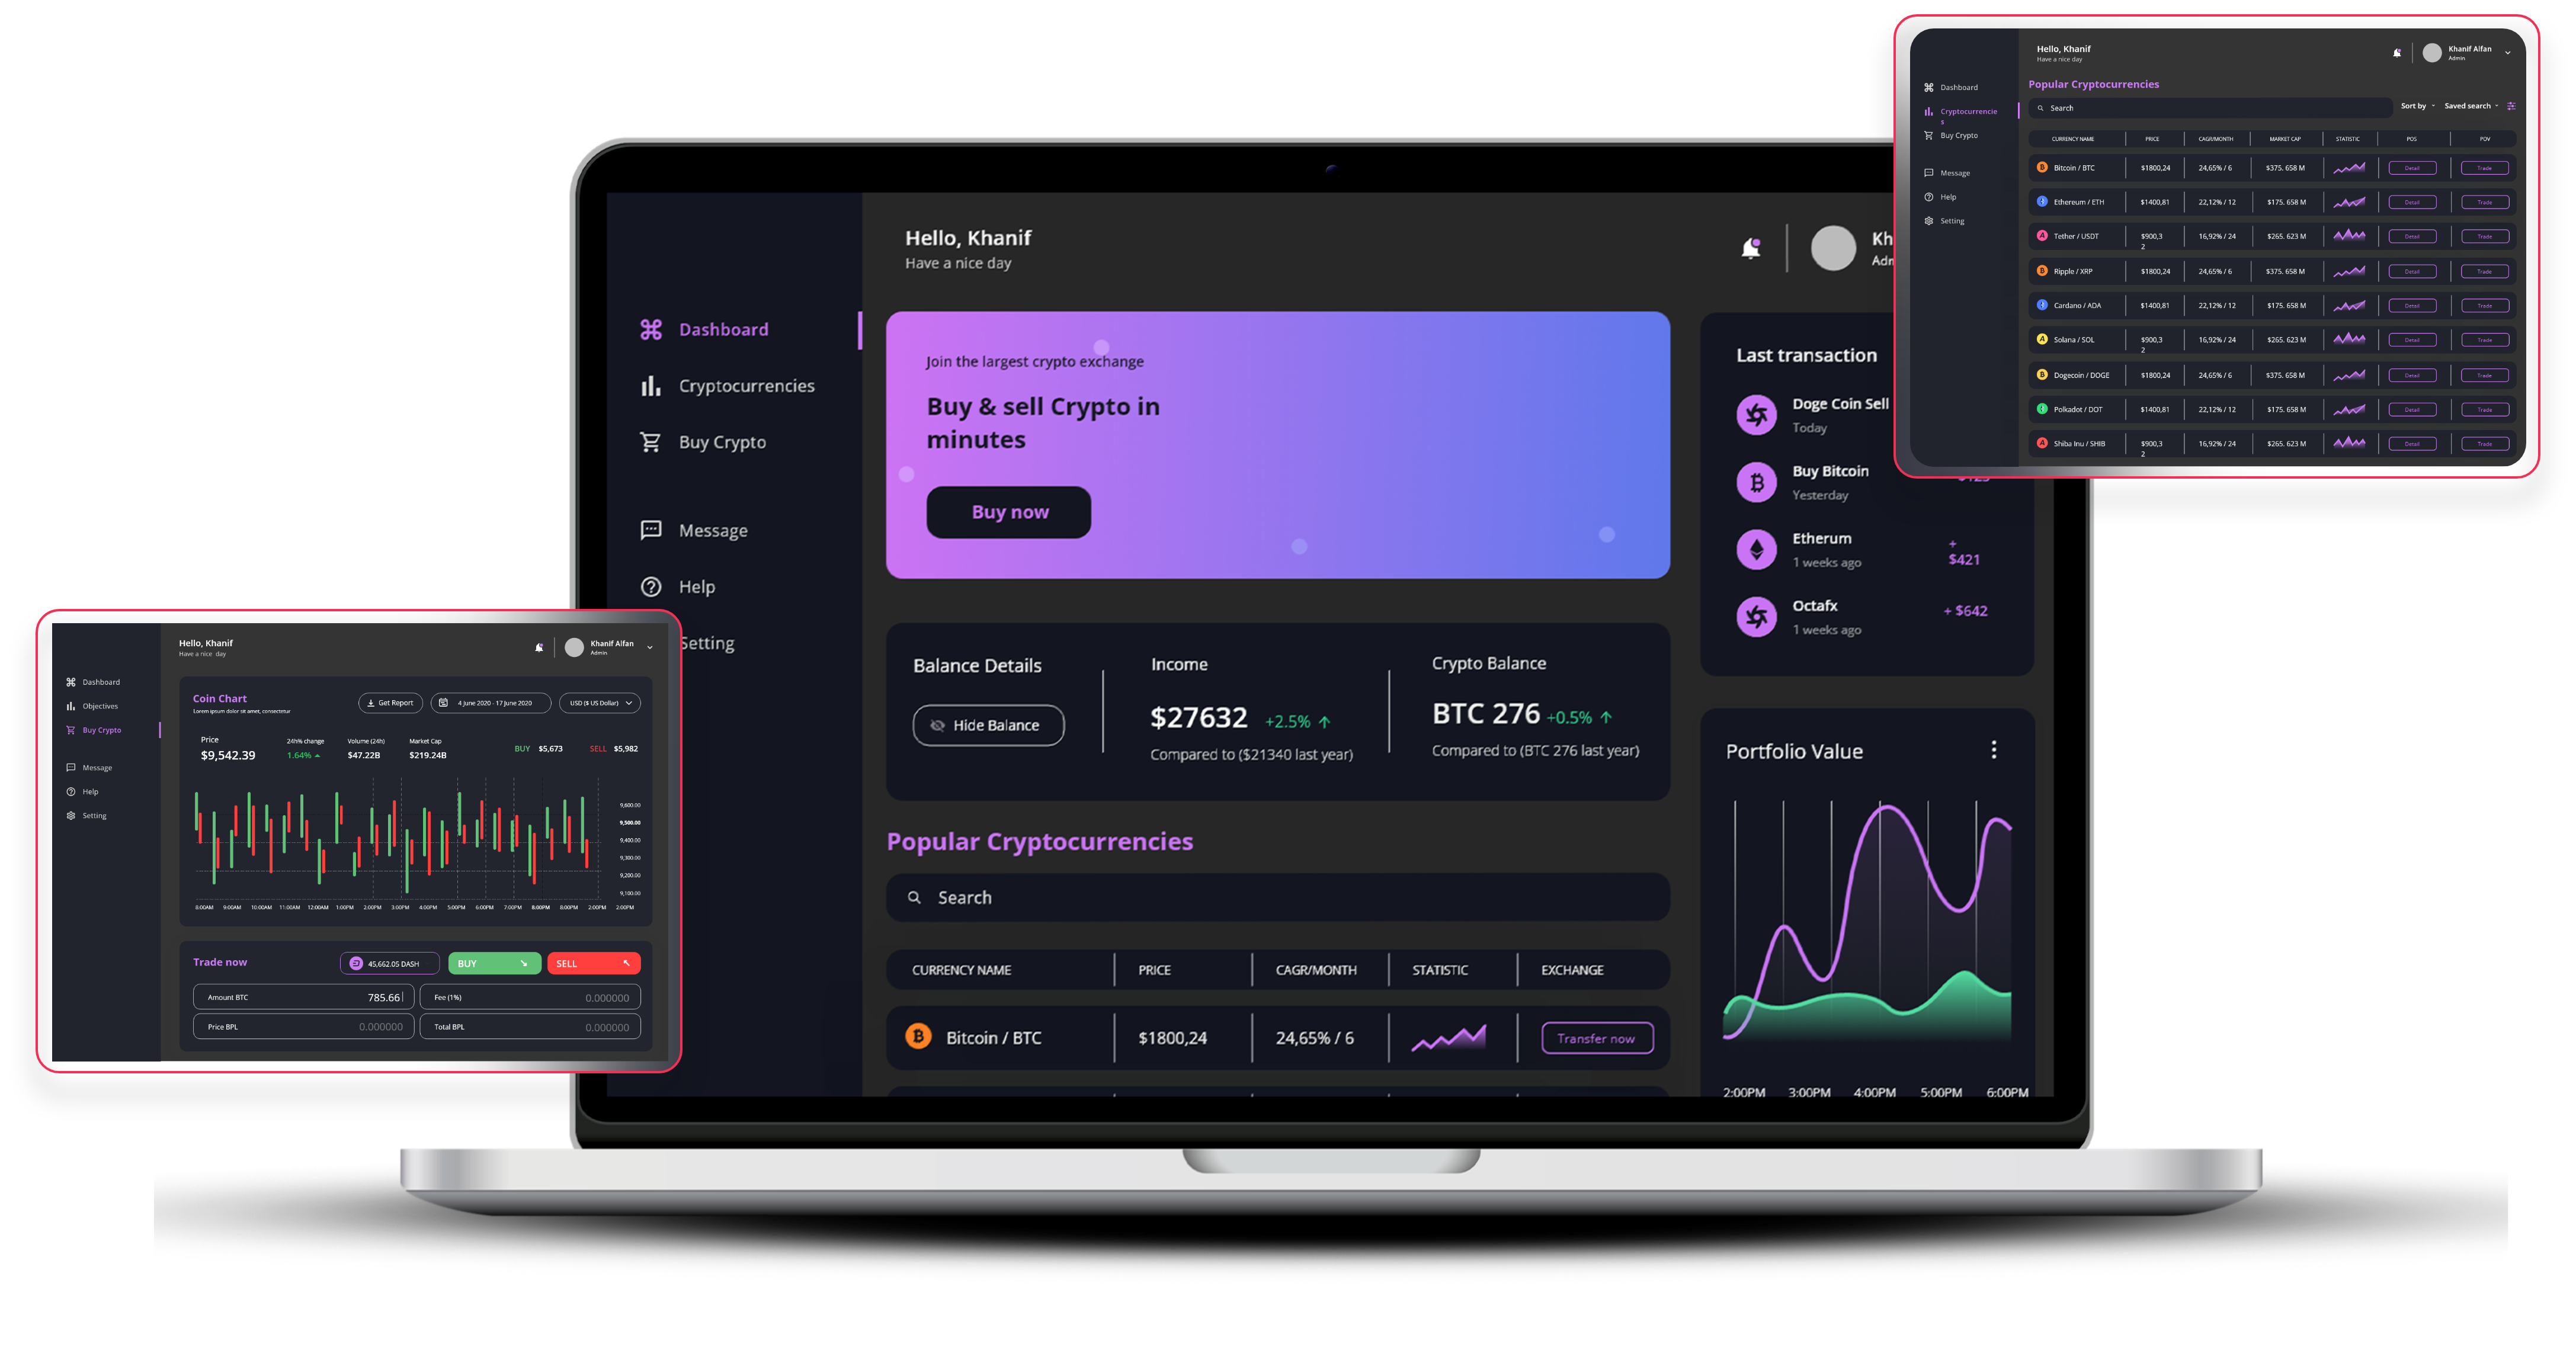 Hello, Khanif
Have a nice day
Khanif Alfan
Admin
Dashboard
Cryptocurrencie
s
Buy Crypto
Message
Help
Setting
Popular Cryptocurrencies
Search
Sort by
Saved search
CURRENCY NAME PRICE CAGR/MONTH MARKET CAP STATISTIC POS POV
Bitcoin / BTC $1800,24 24,65% / 6 $375. 658 M Detail Trade
Ethereum / ETH $1400,81 22,12% / 12 $175. 658 M Detail Trade
Tether / USDT $900,3 16,92% / 24 $265. 623 M Detail Trade
2
Ripple / XRP $1800,24 24,65% / 6 $375. 658 M Detail Trade
Cardano / ADA $1400,81 22,12% / 12 $175. 658 M Detail Trade
Solana / SOL $900,3 16,92% / 24 $265. 623 M Detail Trade
2
Dogecoin / DOGE $1800,24 24,65% / 6 $375. 658 M Detail Trade
Polkadot / DOT $1400,81 22,12% / 12 $175. 658 M Detail Trade
Shiba Inu / SHIB $900,3 16,92% / 24 $265. 623 M Detail Trade
2
Hello, Khanif
Have a nice day
Kh
Dashboard
Cryptocurrencies
Buy Crypto
Message
Help
Setting
Join the largest crypto exchange
Buy & sell Crypto in
minutes
Buy now
Last transaction
Doge Coin Sell
Today
Buy Bitcoin
Yesterday
Etherum
1 weeks ago
+
$421
Octafx
1 weeks ago
+ $642
Balance Details
Hide Balance
Income
$27632 +2.5%
Compared to ($21340 last year)
Crypto Balance
BTC 276 +0.5%
Compared to (BTC 276 last year)
Portfolio Value
2:00PM 3:00PM 4:00PM 5:00PM 6:00PM
Popular Cryptocurrencies
Search
CURRENCY NAME PRICE CAGR/MONTH STATISTIC EXCHANGE
Bitcoin / BTC $1800,24 24,65% / 6 Transfer now
Hello, Khanif
Have a nice day
Khanif Alfan
Admin
Dashboard
Objectives
Buy Crypto
Message
Help
Setting
Coin Chart
Lorem ipsum dolor sit amet, consectetur
Get Report
4 June 2020 - 17 June 2020
USD ($ US Dollar)
Price
$9,542.39
24h% change
1.64%
Volume (24h)
$47.22B
Market Cap
$219.24B
BUY $5,673
SELL $5,982
9,600.00
9,500.00
9,400.00
9,300.00
9,200.00
9,100.00
8:00AM 9:00AM 10:00AM 11:00AM 12:00AM 1:00PM 2:00PM 3:00PM 4:00PM 5:00PM 6:00PM 7:00PM 8:00PM 8:00PM 2:00PM 2:00PM
Trade now
45,662.05 DASH
BUY
SELL
Amount BTC 785.66
Fee (1%) 0.000000
Price BPL 0.000000
Total BPL 0.000000